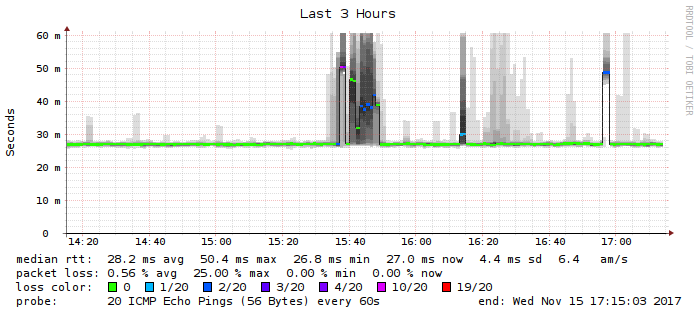 Last 3 Hours
RRDTOOL / TOBI OETIKER
Seconds
60 m
50 m
40 m
30 m
20 m
10 m
0
14:20 14:40 15:00 15:20 15:40 16:00 16:20 16:40 17:00
median rtt: 28.2 ms avg 50.4 ms max 26.8 ms min 27.0 ms now 4.4 ms sd 6.4 am/s
packet loss: 0.56 % avg 25.00 % max 0.00 % min 0.00 % now
loss color: 0 1/20 2/20 3/20 4/20 10/20 19/20
probe: 20 ICMP Echo Pings (56 Bytes) every 60s end: Wed Nov 15 17:15:03 2017